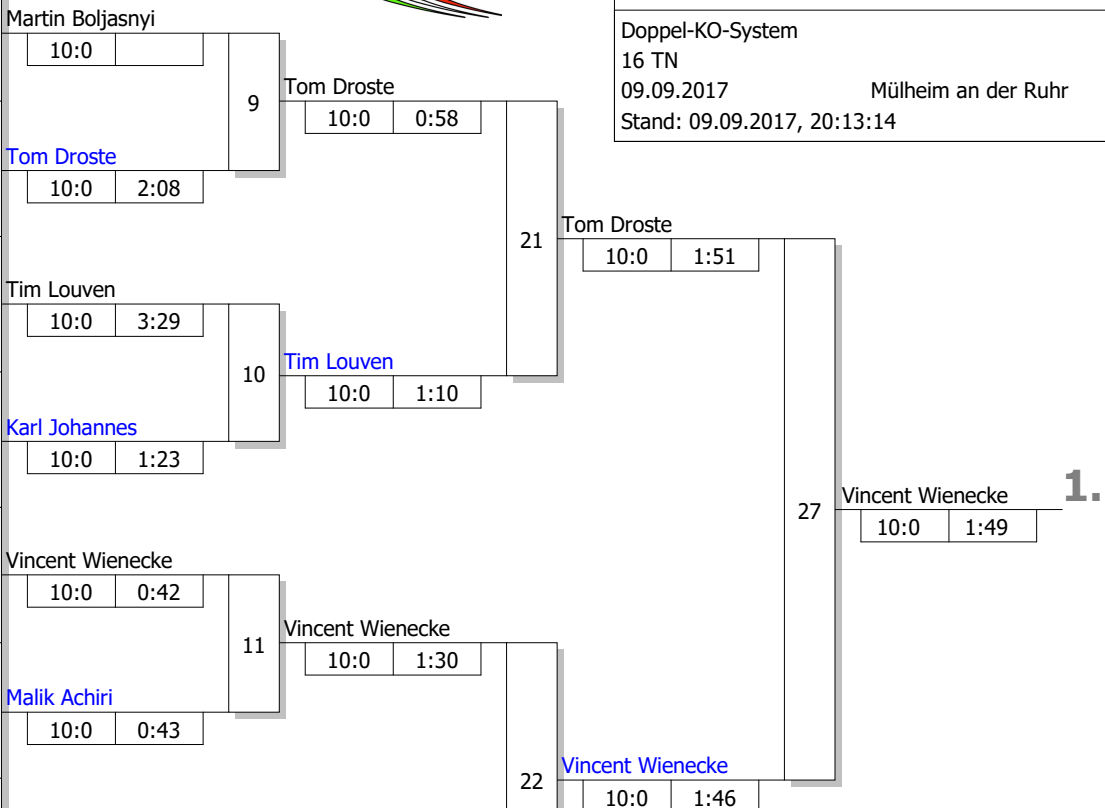 Martin Boljasnyi
10:0
Doppel-KO-System
16 TN
09.09.2017 Mülheim an der Ruhr
Stand: 09.09.2017, 20:13:14
9
Tom Droste
10:0 0:58
Tom Droste
10:0 2:08
21
Tom Droste
10:0 1:51
Tim Louven
10:0 3:29
10
Tim Louven
10:0 1:10
Karl Johannes
10:0 1:23
27
Vincent Wienecke 1.
10:0 1:49
Vincent Wienecke
10:0 0:42
11
Vincent Wienecke
10:0 1:30
Malik Achiri
10:0 0:43
22
Vincent Wienecke
10:0 1:46